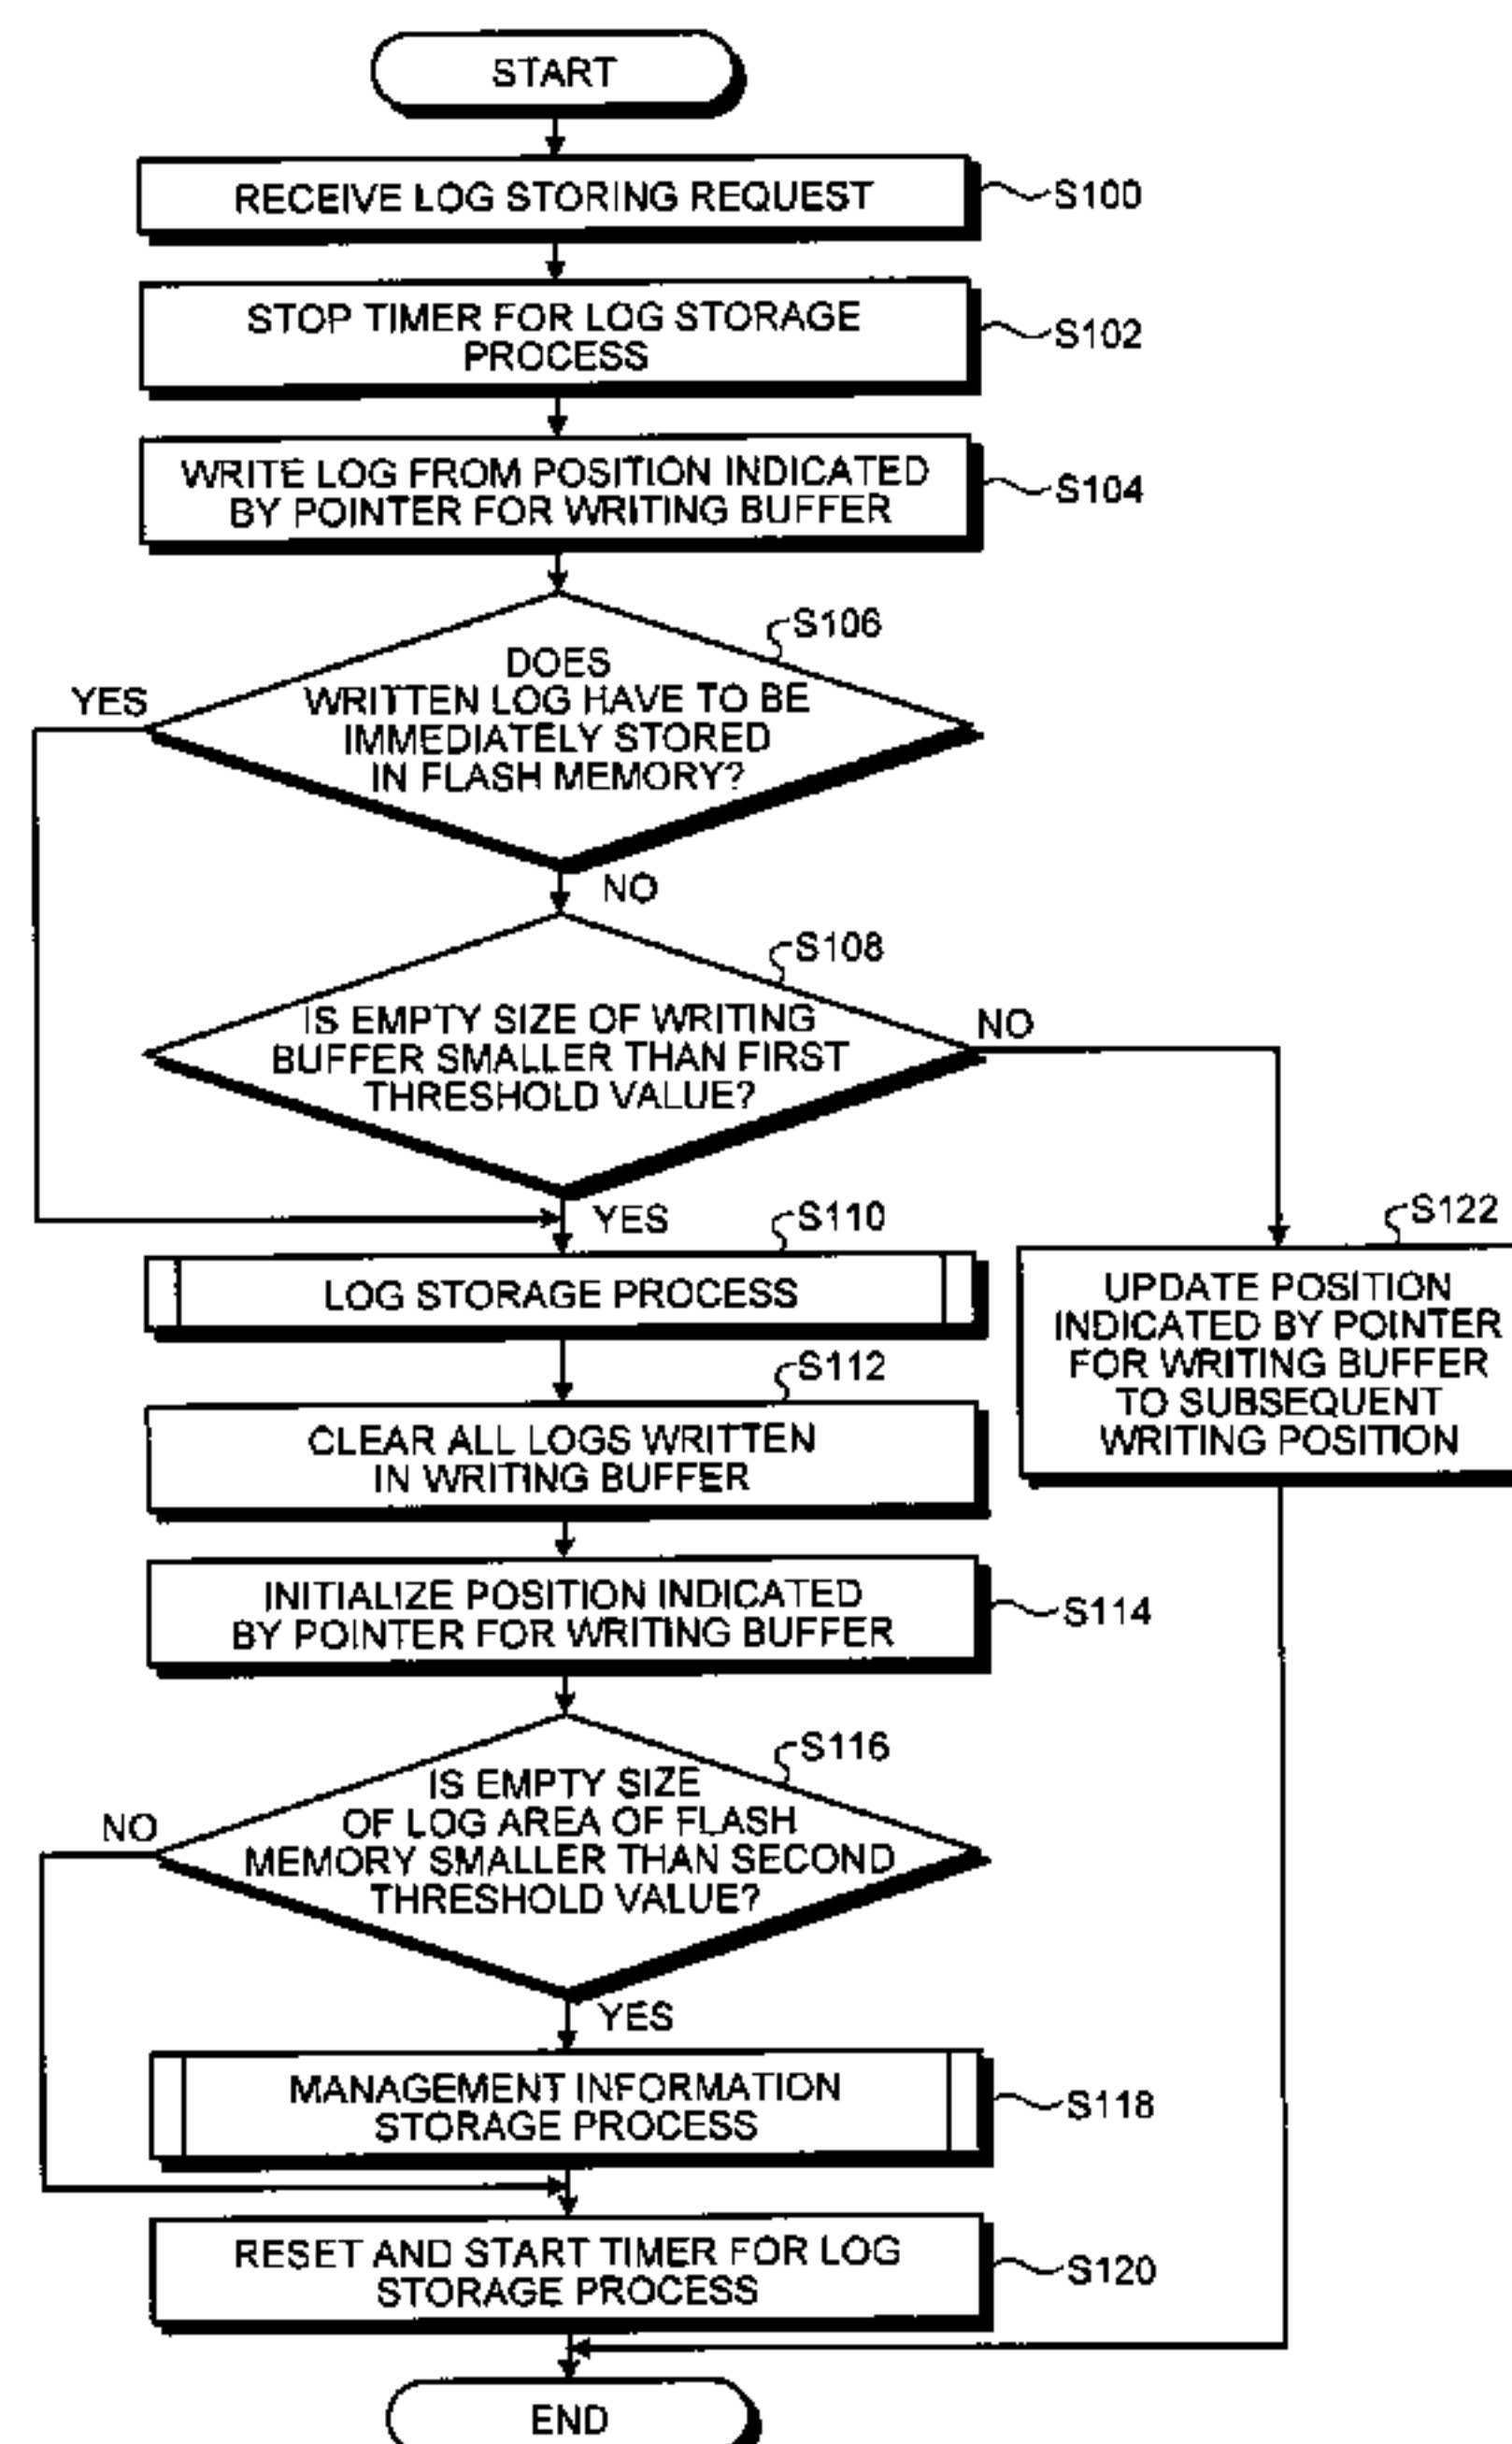 START
RECEIVE LOG STORING REQUEST
S100
STOP TIMER FOR LOG STORAGE
PROCESS
S102
WRITE LOG FROM POSITION INDICATED
BY POINTER FOR WRITING BUFFER
S104
S106
DOES
WRITTEN LOG HAVE TO BE
IMMEDIATELY STORED
IN FLASH MEMORY?
YES
NO
S108
IS EMPTY SIZE OF WRITING
BUFFER SMALLER THAN FIRST
THRESHOLD VALUE?
NO
YES
S110
LOG STORAGE PROCESS
S122
UPDATE POSITION
INDICATED BY POINTER
FOR WRITING BUFFER
TO SUBSEQUENT
WRITING POSITION
S112
CLEAR ALL LOGS WRITTEN
IN WRITING BUFFER
INITIALIZE POSITION INDICATED
BY POINTER FOR WRITING BUFFER
S114
S116
IS EMPTY SIZE
OF LOG AREA OF FLASH
MEMORY SMALLER THAN SECOND
THRESHOLD VALUE?
NO
YES
MANAGEMENT INFORMATION
STORAGE PROCESS
S118
RESET AND START TIMER FOR LOG
STORAGE PROCESS
S120
END